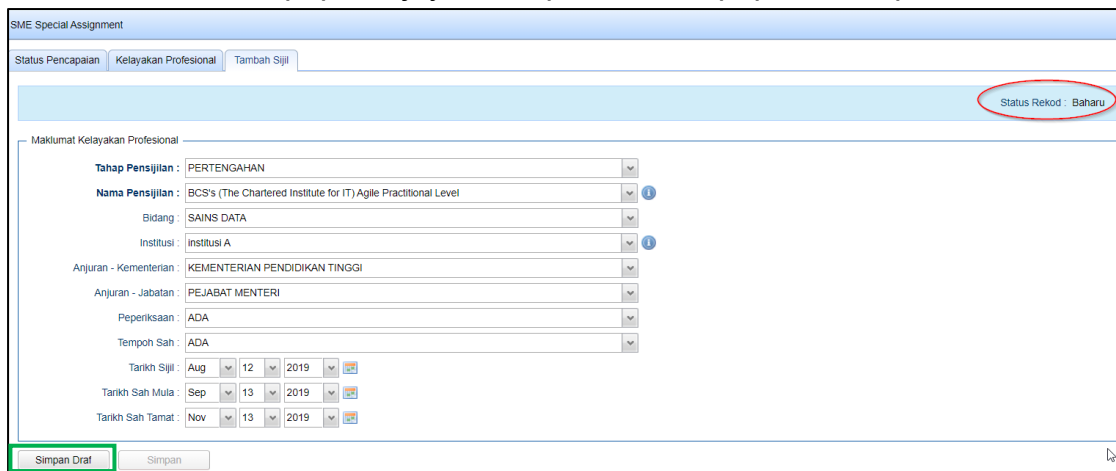 SME Special Assignment
Status Pencapaian Kelayakan Profesional Tambah Sijil
Status Rekod : Baharu
Maklumat Kelayakan Profesional
Tahap Pensijilan : PERTENGAHAN
Nama Pensijilan : BCS's (The Chartered Institute for IT) Agile Practitional Level
Bidang : SAINS DATA
Institusi : institusi A
Anjuran - Kementerian : KEMENTERIAN PENDIDIKAN TINGGI
Anjuran - Jabatan : PEJABAT MENTERI
Peperiksaan : ADA
Tempoh Sah : ADA
Tarikh Sijil : Aug 12 2019
Tarikh Sah Mula : Sep 13 2019
Tarikh Sah Tamat : Nov 13 2019
Simpan Draf Simpan